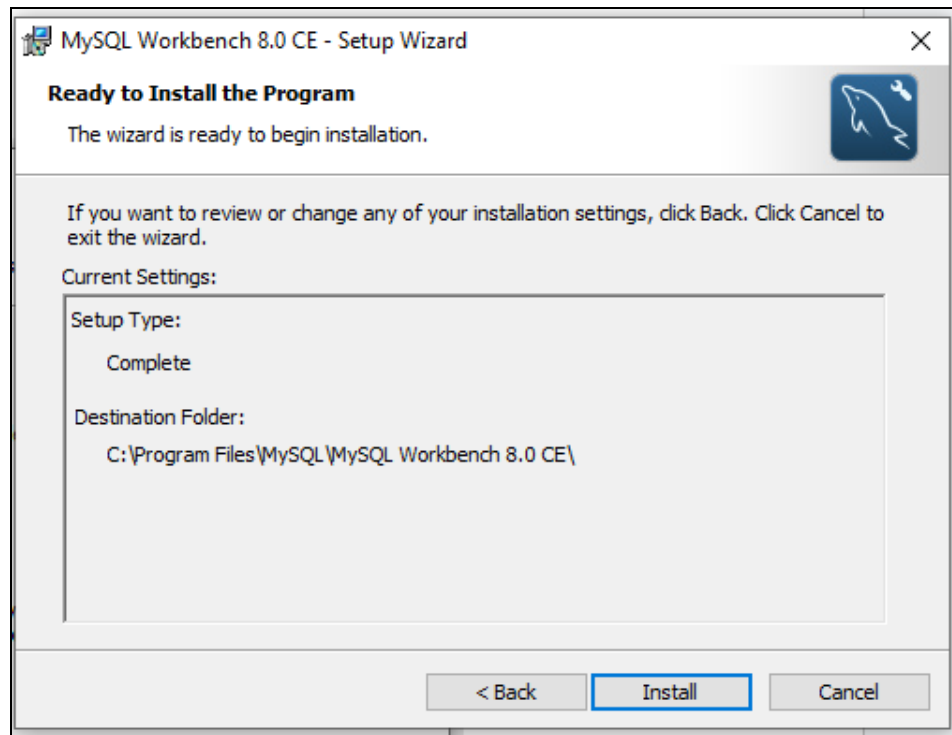 MySQL Workbench 8.0 CE - Setup Wizard
Ready to Install the Program
The wizard is ready to begin installation.
If you want to review or change any of your installation settings, click Back. Click Cancel to
exit the wizard.
Current Settings:
Setup Type:
Complete
Destination Folder:
C:\Program Files\MySQL\MySQL Workbench 8.0 CE\
< Back Install Cancel